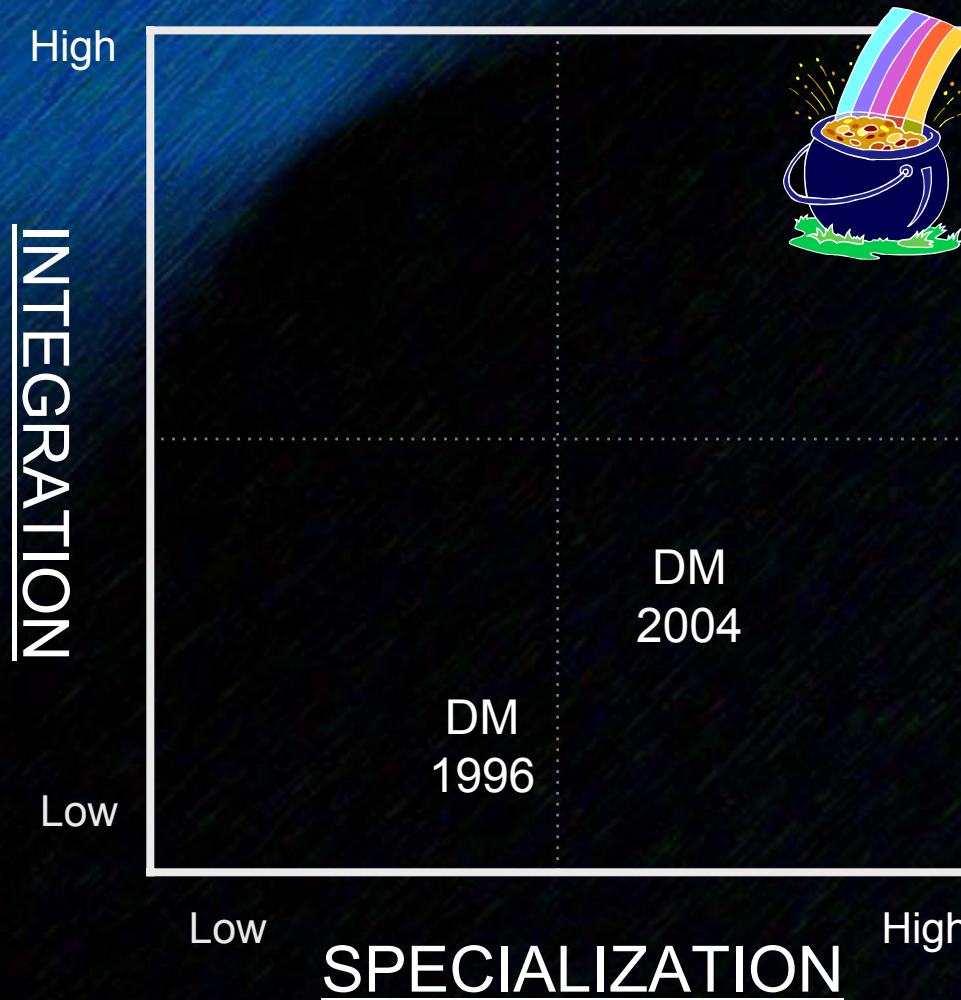 High
INTEGRATION
DM
2004
DM
1996
Low
Low
High
SPECIALIZATION